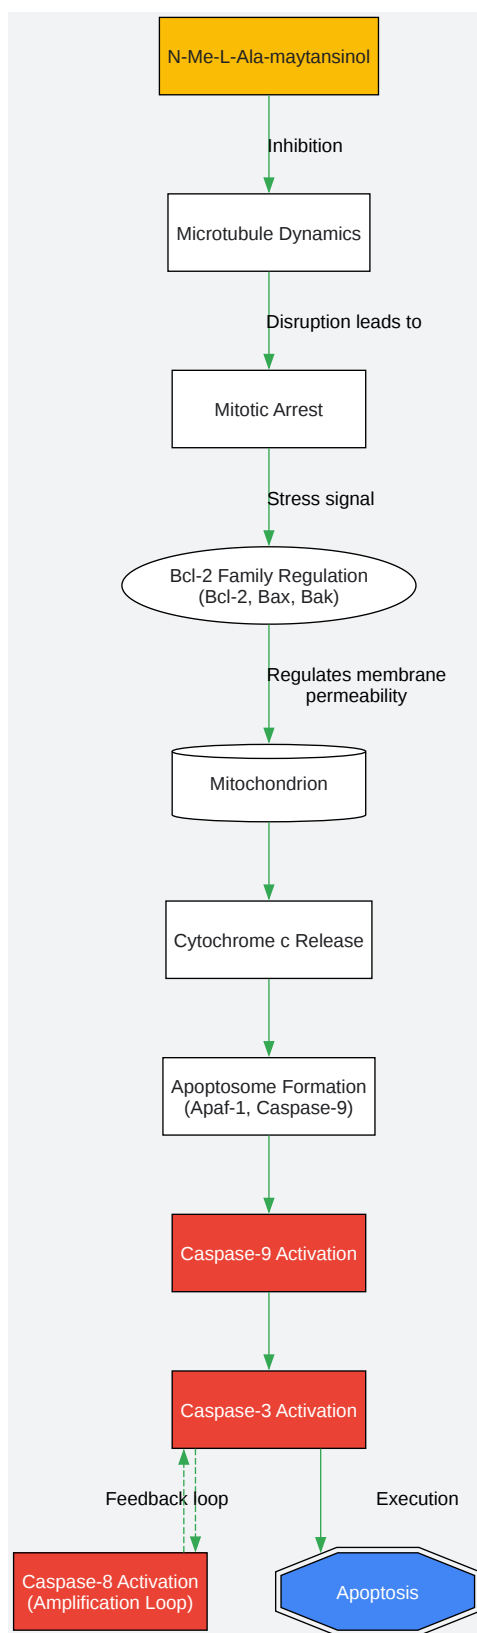 N-Me-L-Ala-maytansinol
Inhibition
Microtubule Dynamics
Disruption leads to
Mitotic Arrest
Stress signal
Bcl-2 Family Regulation
(Bcl-2, Bax, Bak)
Regulates membrane
permeability
Mitochondrion
Cytochrome c Release
Apoptosome Formation
(Apaf-1, Caspase-9)
Caspase-9 Activation
Caspase-3 Activation
Feedback loop
Execution
Caspase-8 Activation
(Amplification Loop)
Apoptosis